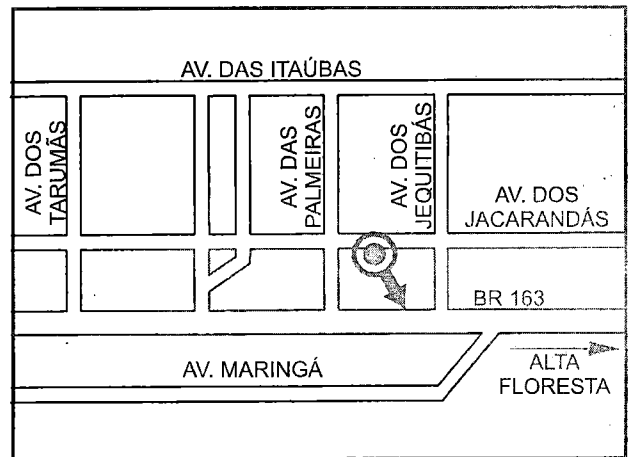 AV. DAS ITAÚBAS
AV. DOS
TARUMÃS
AV. DAS
PALMEIRAS
AV. DOS
JEQUITIBÁS
AV. DOS
JACARANDÁS
BR 163
AV. MARINGÁ
ALTA
FLORESTA